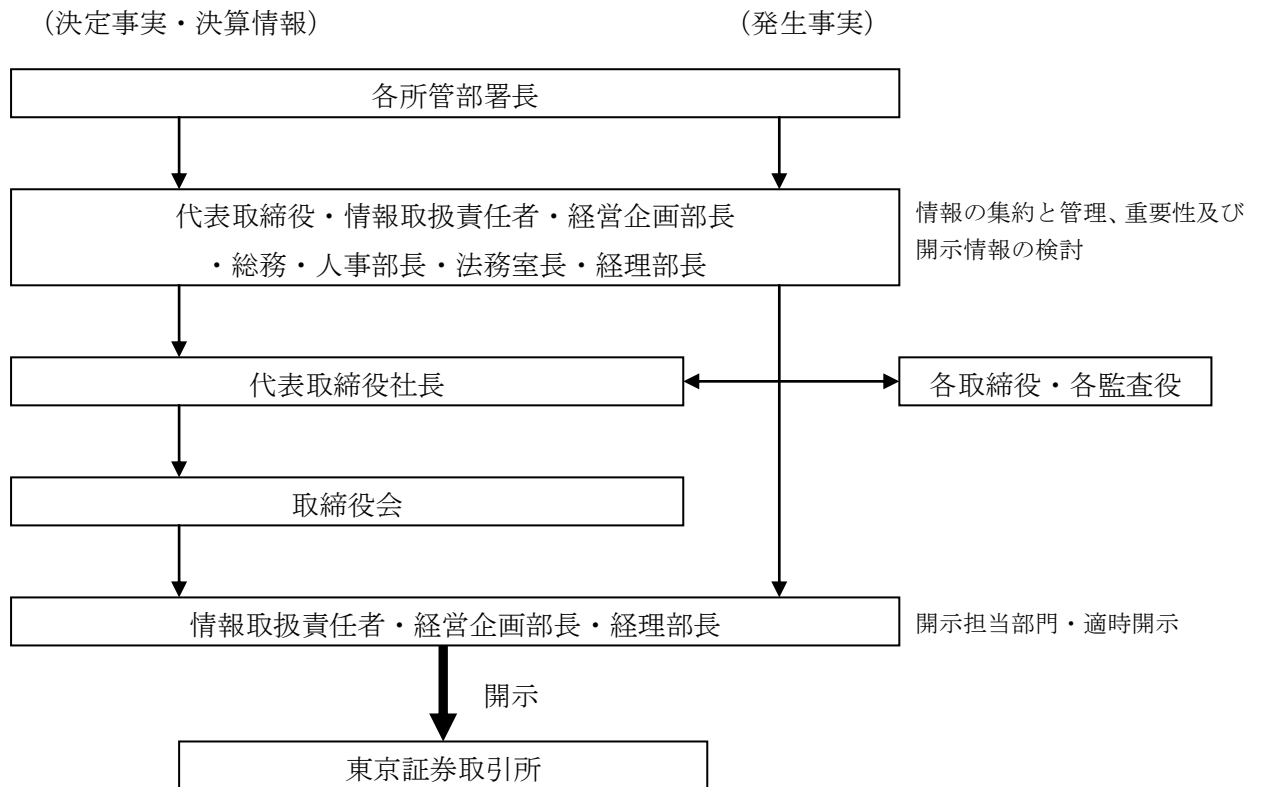 （決定事実・決算情報）
（発生事実）
各所管部署長
代表取締役・情報取扱責任者・経営企画部長
・総務・人事部長・法務室長・経理部長
情報の集約と管理、重要性及び
開示情報の検討
代表取締役社長
各取締役・各監査役
取締役会
情報取扱責任者・経営企画部長・経理部長
開示担当部門・適時開示
開示
東京証券取引所